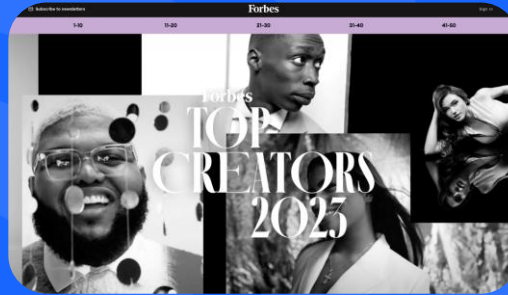 Subscribe to newsletters
Forbes
Sign In
1-10
11-20
21-30
31-40
41-50
Forbes
TOP
CREATORS
2023